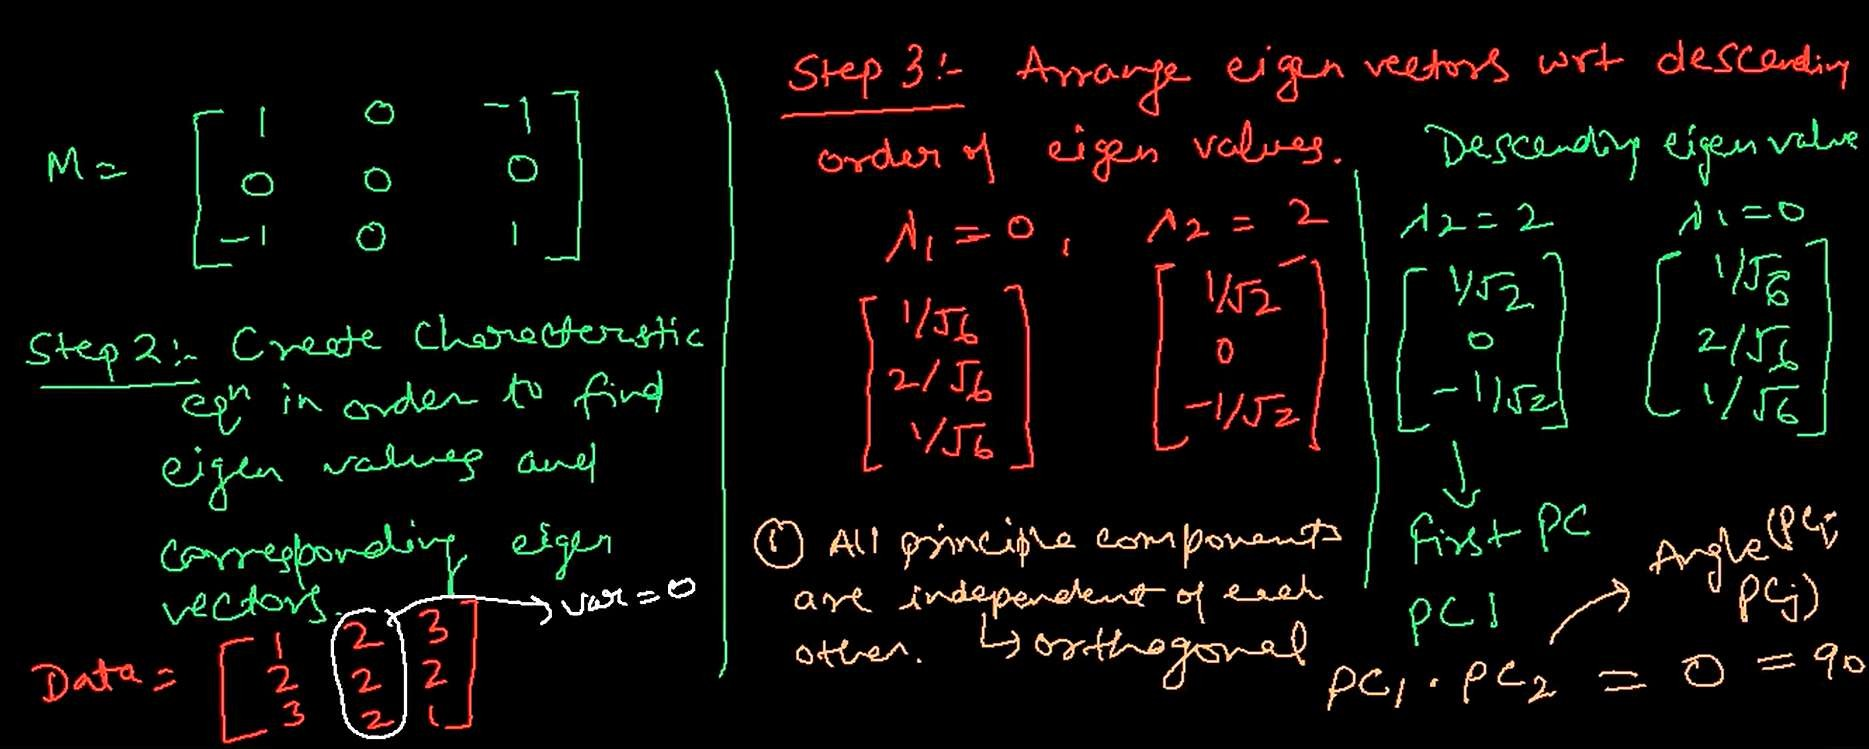 M = [ 1 0 -1
0 0 0
-1 0 1 ]
Step 2:- Create Charecterstic
eqn in order to find
eigen values and
corresponding eigen
vectors.
var = 0
Data = [ 1 2 3
2 2 2
3 2 1 ]
Step 3:- Arrange eigen vectors wrt descending
order of eigen values.
λ1 = 0, λ2 = 2
[ 1/√6 [ 1/√2
2/√6 0
1/√6 ] -1/√2 ]
Descending eigen value
λ2 = 2 λ1 = 0
[ 1/√2 [ 1/√6
0 2/√6
-1/√2 ] 1/√6 ]
↓
first PC
PC1
① All principle components
are independent of each
other. ↳ orthogonal
Angle (PCi,
PCj)
PC1 . PC2 = 0 = 90